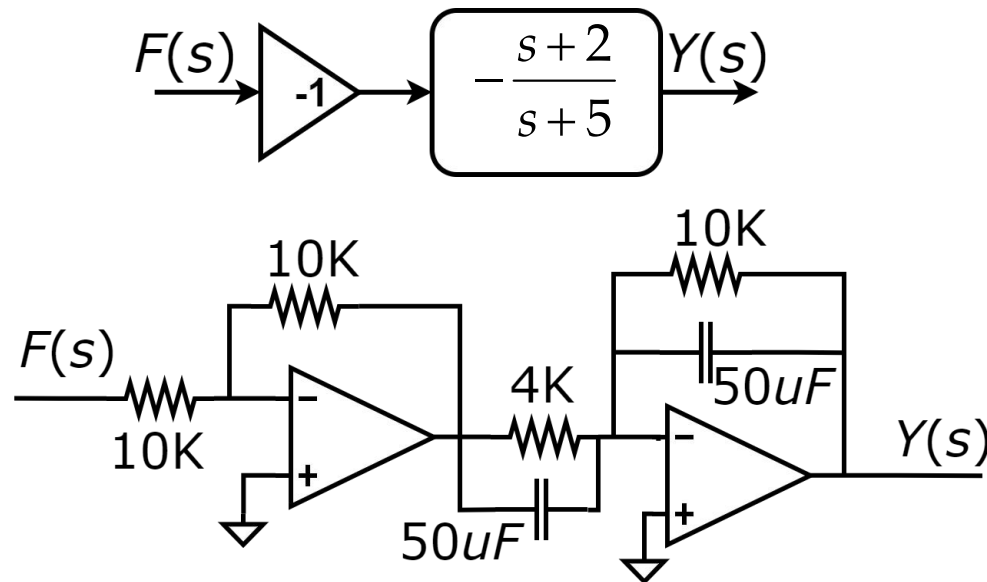 F(s)
-1
- s+2
s+5
Y(s)
10K
10K
F(s)
4K
10K
50uF
Y(s)
50uF
-
+
-
+